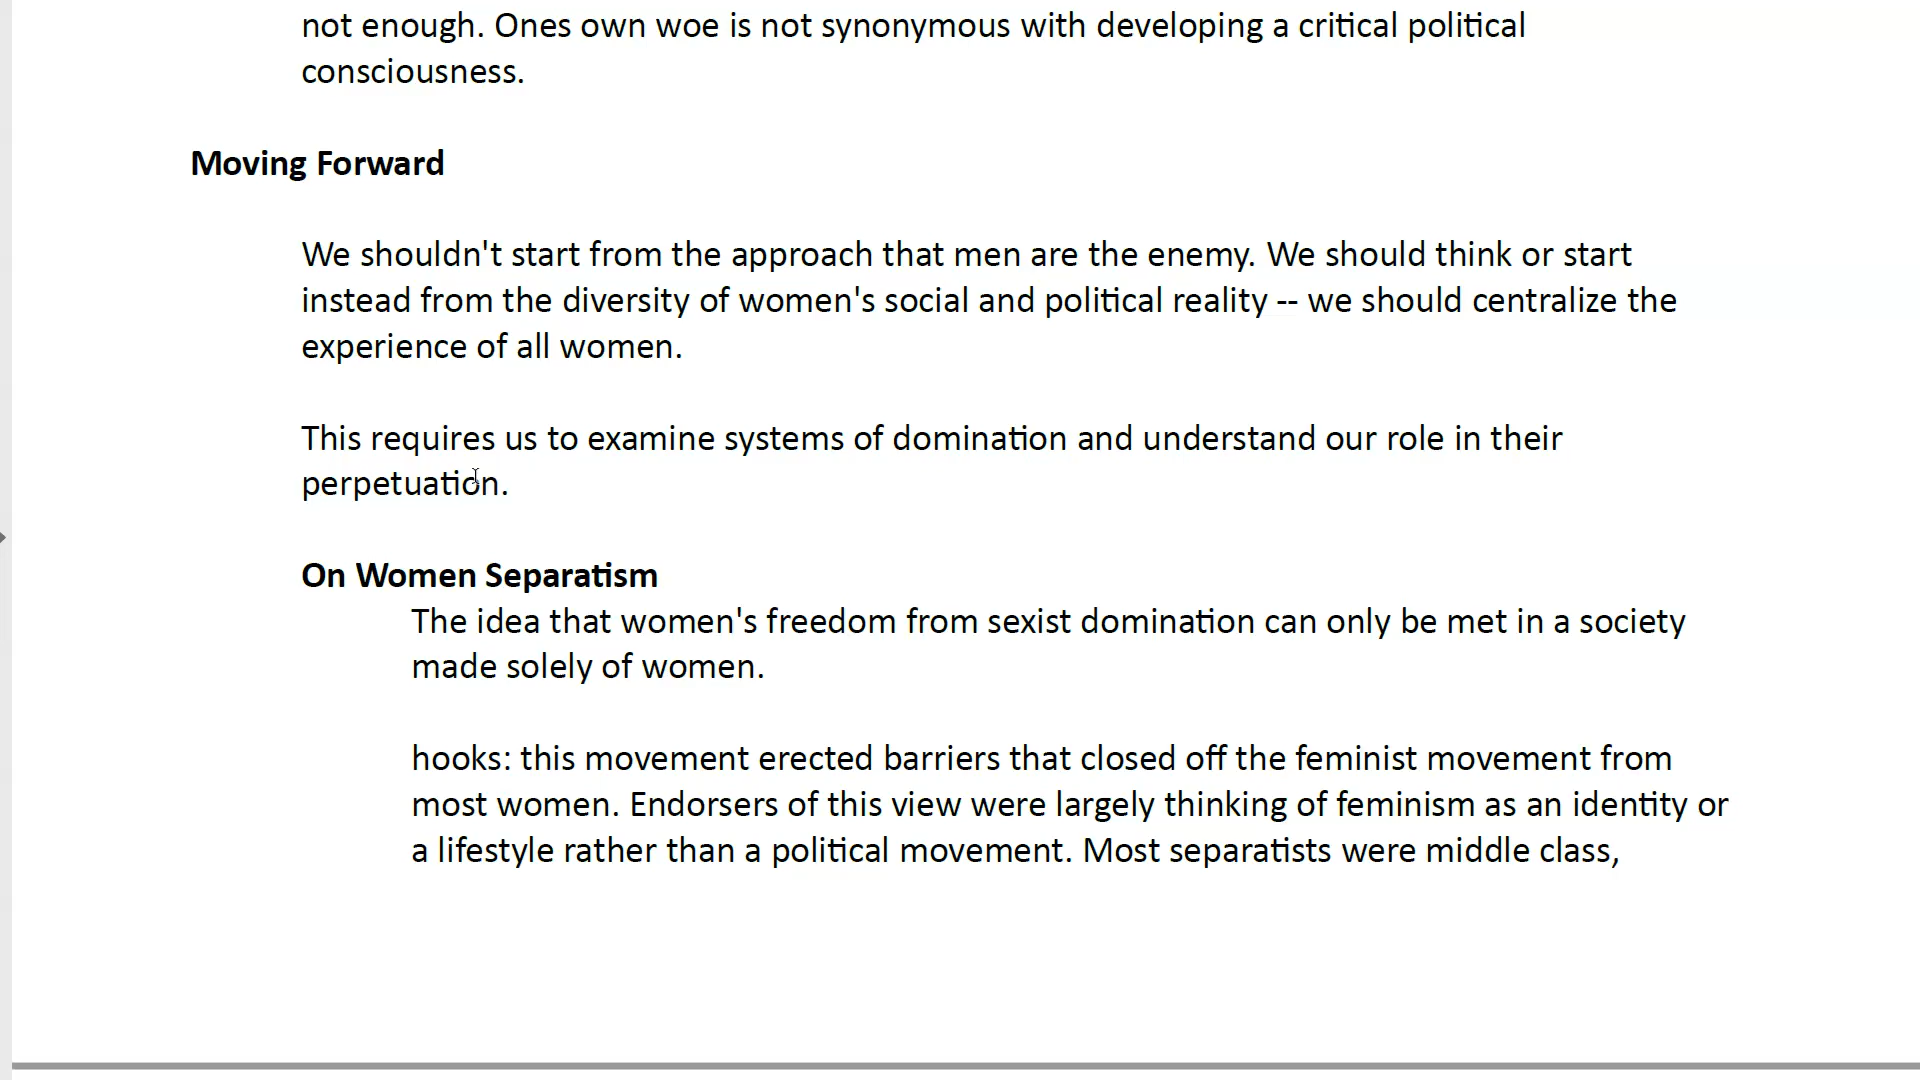 not enough. Ones own woe is not synonymous with developing a critical political
consciousness.
Moving Forward
We shouldn't start from the approach that men are the enemy. We should think or start
instead from the diversity of women's social and political reality -- we should centralize the
experience of all women.
This requires us to examine systems of domination and understand our role in their
perpetuation.
On Women Separatism
The idea that women's freedom from sexist domination can only be met in a society
made solely of women.
hooks: this movement erected barriers that closed off the feminist movement from
most women. Endorsers of this view were largely thinking of feminism as an identity or
a lifestyle rather than a political movement. Most separatists were middle class,